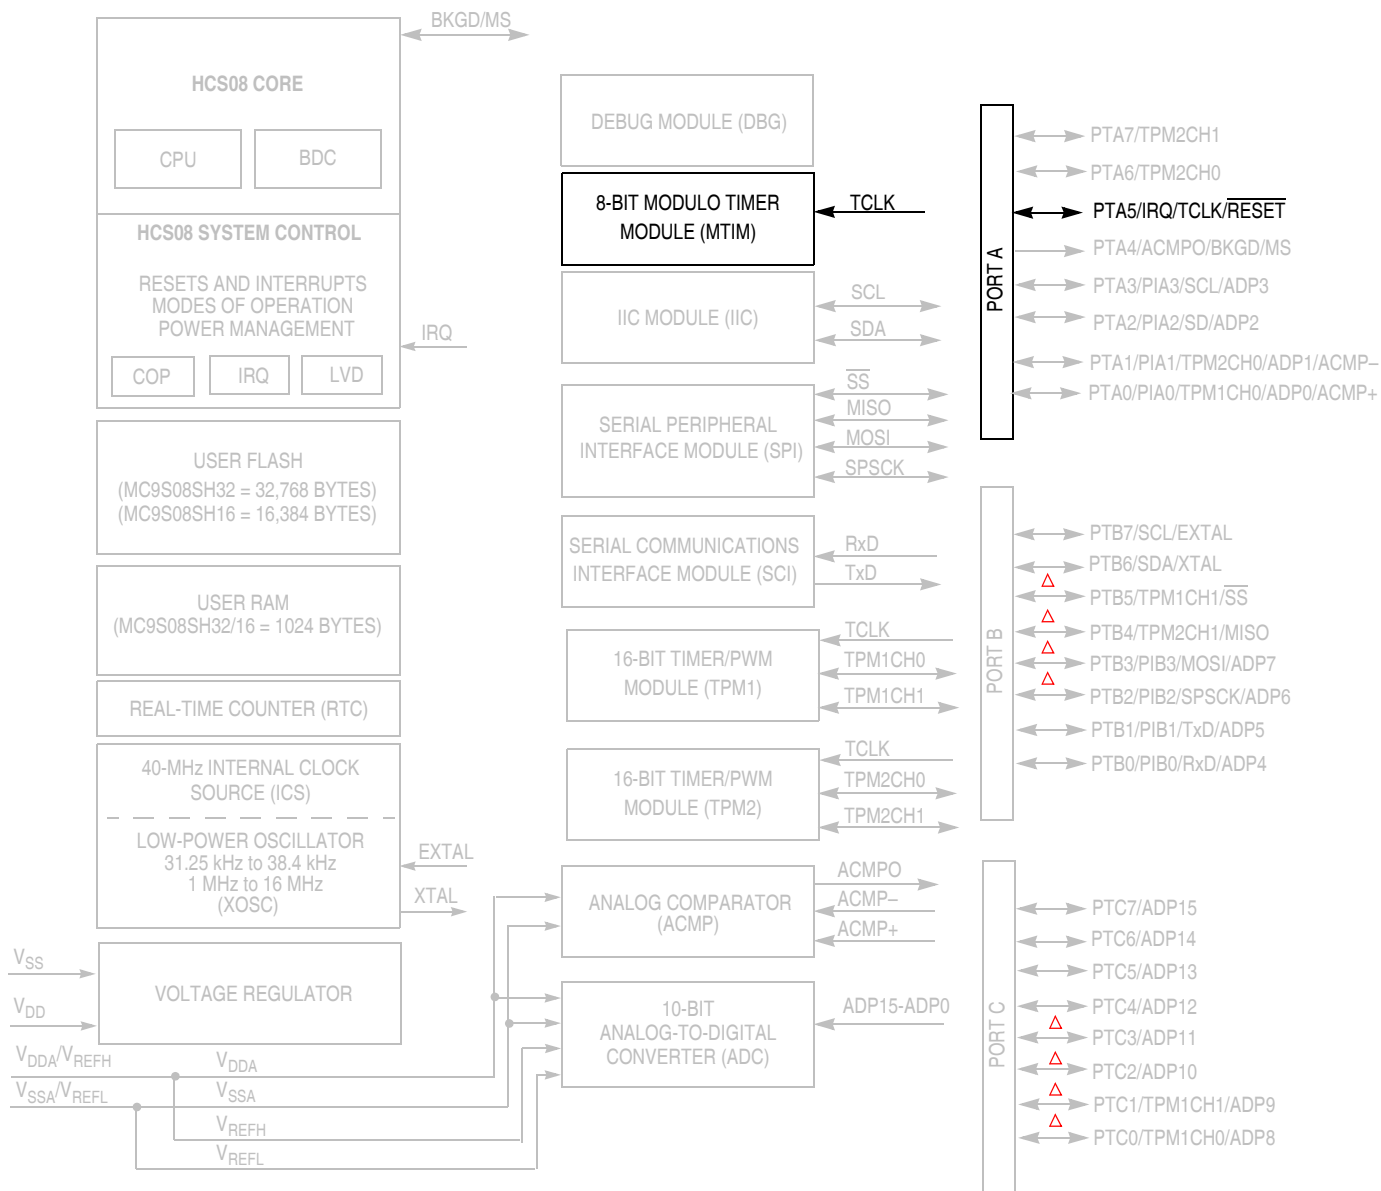 BKGD/MS
HCS08 CORE
CPU
BDC
HCS08 SYSTEM CONTROL
RESETS AND INTERRUPTS
MODES OF OPERATION
POWER MANAGEMENT
IRQ
COP
IRQ
LVD
USER FLASH
(MC9S08SH32 = 32,768 BYTES)
(MC9S08SH16 = 16,384 BYTES)
USER RAM
(MC9S08SH32/16 = 1024 BYTES)
REAL-TIME COUNTER (RTC)
40-MHz INTERNAL CLOCK
SOURCE (ICS)
LOW-POWER OSCILLATOR
31.25 kHz to 38.4 kHz
1 MHz to 16 MHz
(XOSC)
EXTAL
XTAL
VSS
VDD
VOLTAGE REGULATOR
VDDA/VREFH
VSSA/VREFL
VDDA
VSSA
VREFH
VREFL
DEBUG MODULE (DBG)
8-BIT MODULO TIMER
MODULE (MTIM)
TCLK
IIC MODULE (IIC)
SCL
SDA
SERIAL PERIPHERAL
INTERFACE MODULE (SPI)
SS
MISO
MOSI
SPSCK
SERIAL COMMUNICATIONS
INTERFACE MODULE (SCI)
RxD
TxD
16-BIT TIMER/PWM
MODULE (TPM1)
TCLK
TPM1CH0
TPM1CH1
16-BIT TIMER/PWM
MODULE (TPM2)
TCLK
TPM2CH0
TPM2CH1
ANALOG COMPARATOR
(ACMP)
ACMPO
ACMP–
ACMP+
10-BIT
ANALOG-TO-DIGITAL
CONVERTER (ADC)
ADP15-ADP0
PORT A
PTA7/TPM2CH1
PTA6/TPM2CH0
PTA5/IRQ/TCLK/RESET
PTA4/ACMPO/BKGD/MS
PTA3/PIA3/SCL/ADP3
PTA2/PIA2/SD/ADP2
PTA1/PIA1/TPM2CH0/ADP1/ACMP–
PTA0/PIA0/TPM1CH0/ADP0/ACMP+
PORT B
PTB7/SCL/EXTAL
PTB6/SDA/XTAL
PTB5/TPM1CH1/SS
PTB4/TPM2CH1/MISO
PTB3/PIB3/MOSI/ADP7
PTB2/PIB2/SPSCK/ADP6
PTB1/PIB1/TxD/ADP5
PTB0/PIB0/RxD/ADP4
PORT C
PTC7/ADP15
PTC6/ADP14
PTC5/ADP13
PTC4/ADP12
PTC3/ADP11
PTC2/ADP10
PTC1/TPM1CH1/ADP9
PTC0/TPM1CH0/ADP8